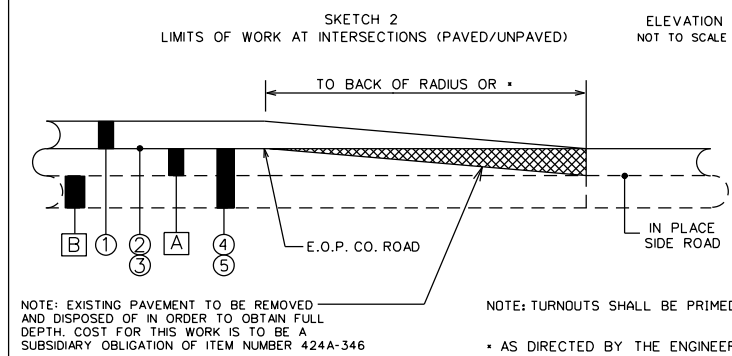 SKETCH 2
LIMITS OF WORK AT INTERSECTIONS (PAVED/UNPAVED)
ELEVATION
NOT TO SCALE
TO BACK OF RADIUS OR *
B
1
2
3
A
4
5
E.O.P. CO. ROAD
IN PLACE
SIDE ROAD
NOTE: EXISTING PAVEMENT TO BE REMOVED
AND DISPOSED OF IN ORDER TO OBTAIN FULL
DEPTH. COST FOR THIS WORK IS TO BE A
SUBSIDIARY OBLIGATION OF ITEM NUMBER 424A-346
NOTE: TURNOUTS SHALL BE PRIMED
* AS DIRECTED BY THE ENGINEER